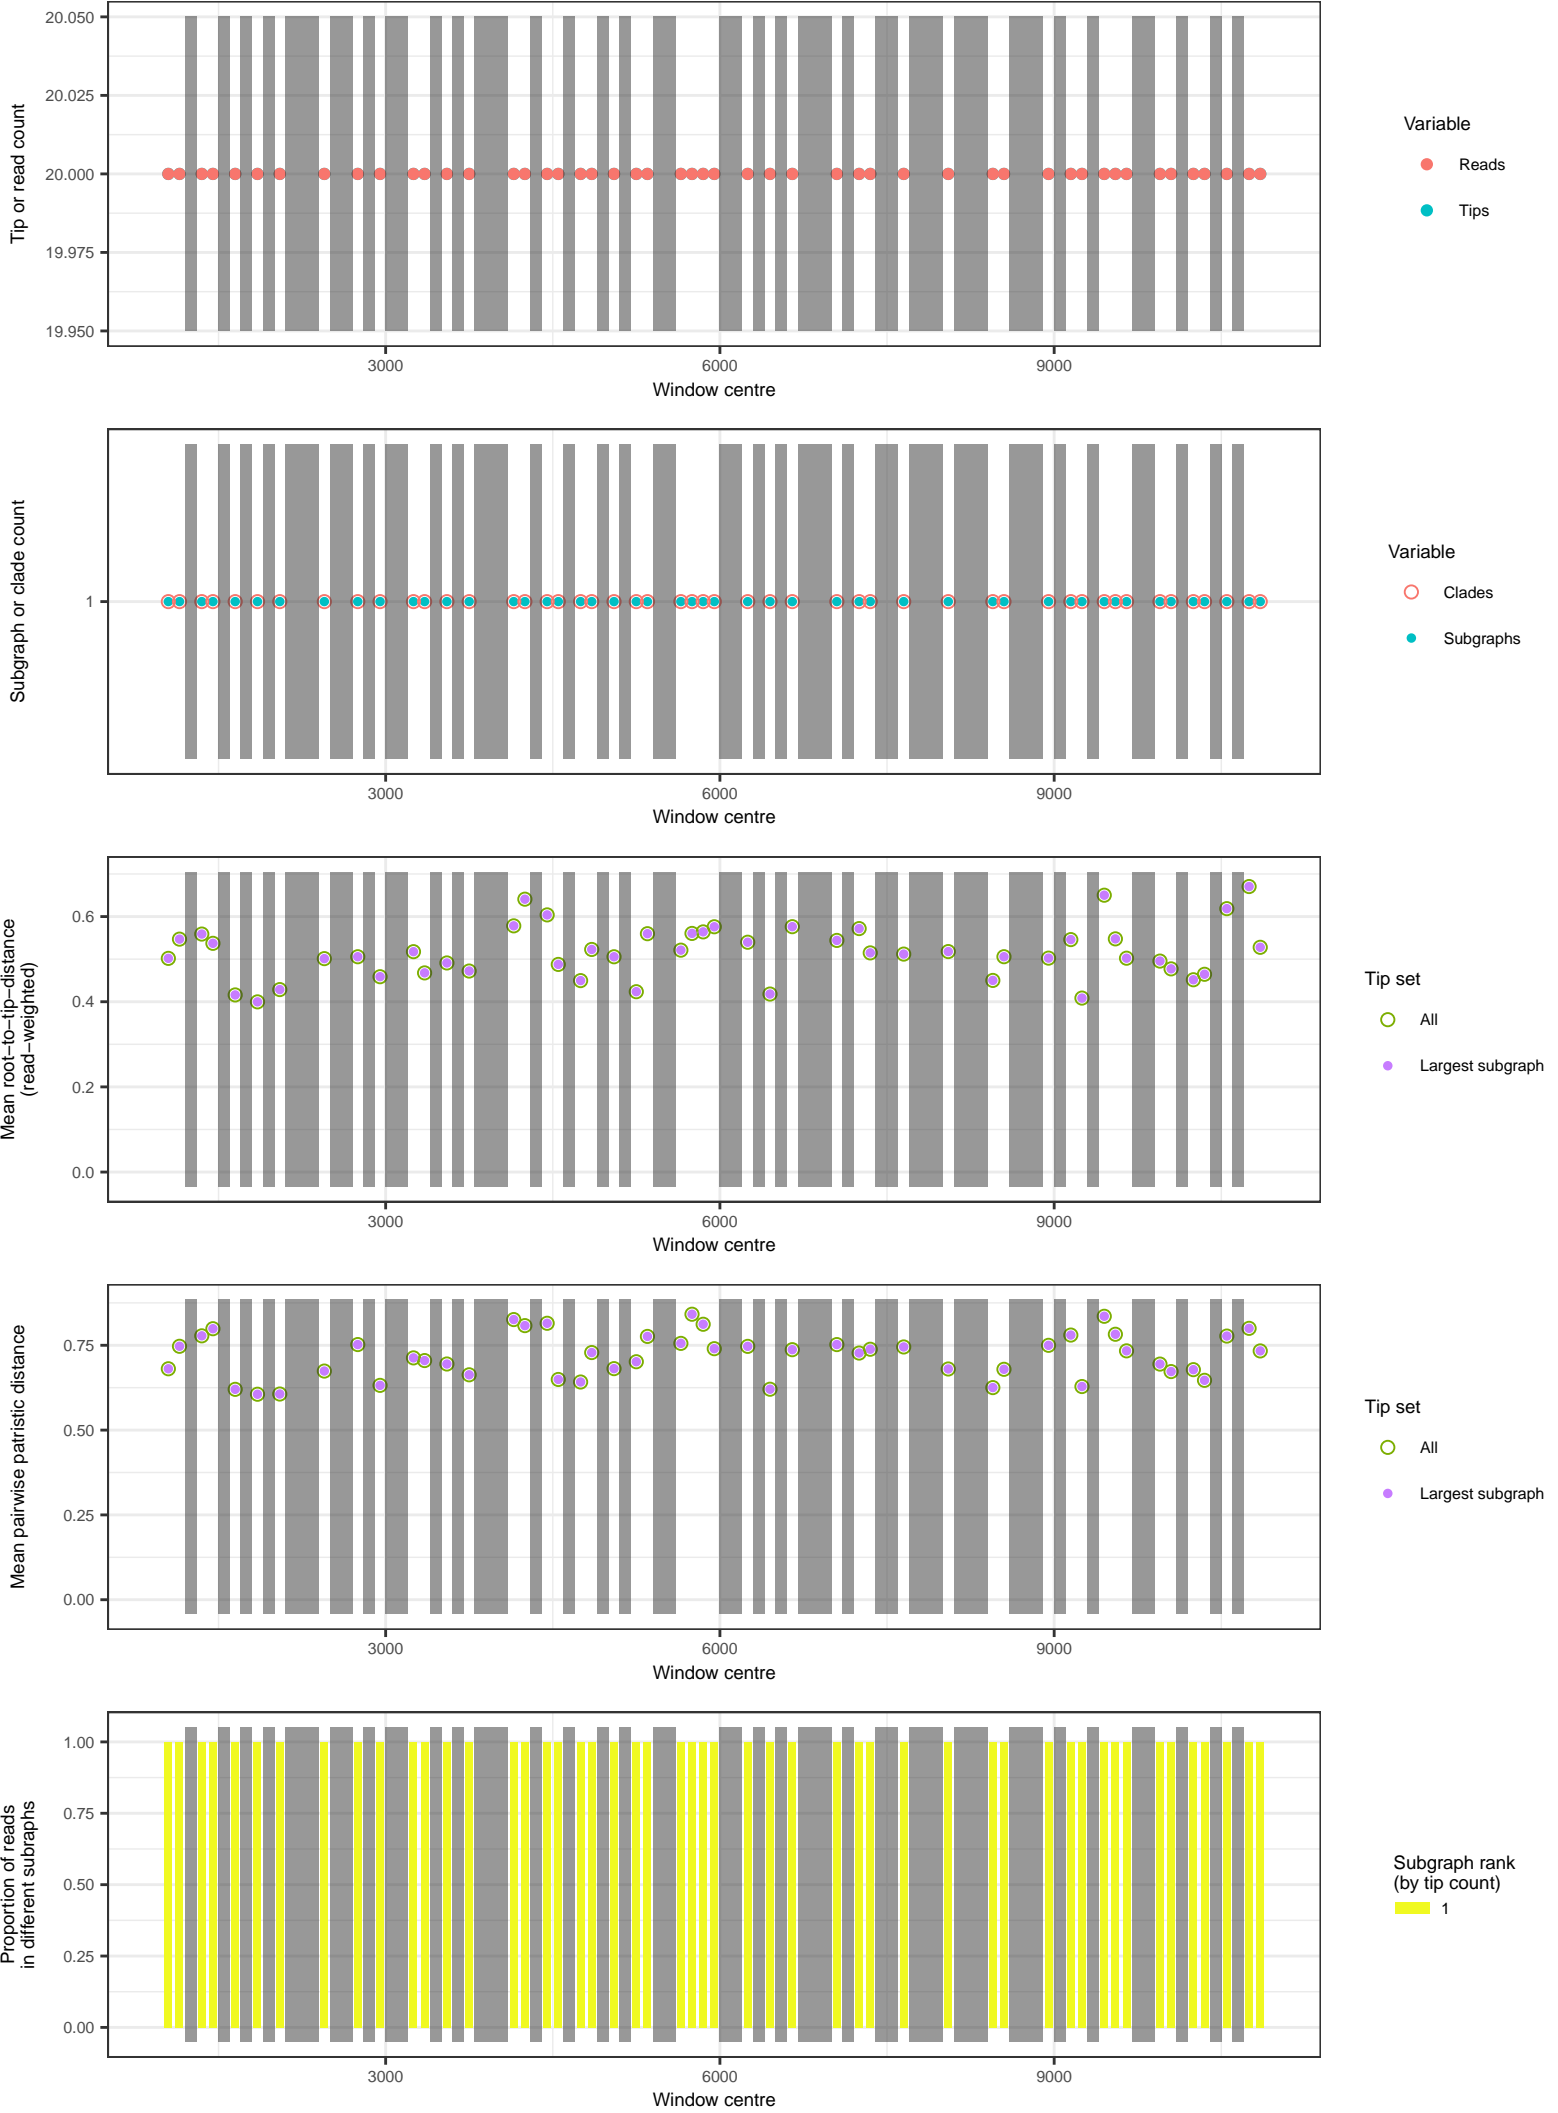 20.050
20.025
20.000
19.975
19.950
Tip or read count
3000
6000
9000
Window centre
Variable
Reads
Tips
1
Subgraph or clade count
3000
6000
9000
Window centre
Variable
Clades
Subgraphs
0.6
0.4
0.2
0.0
Mean root−to−tip−distance
(read−weighted)
3000
6000
9000
Window centre
Tip set
All
Largest subgraph
0.75
0.50
0.25
0.00
Mean pairwise patristic distance
3000
6000
9000
Window centre
Tip set
All
Largest subgraph
1.00
0.75
0.50
0.25
0.00
Proportion of reads
in different subraphs
3000
6000
9000
Window centre
Subgraph rank
(by tip count)
1